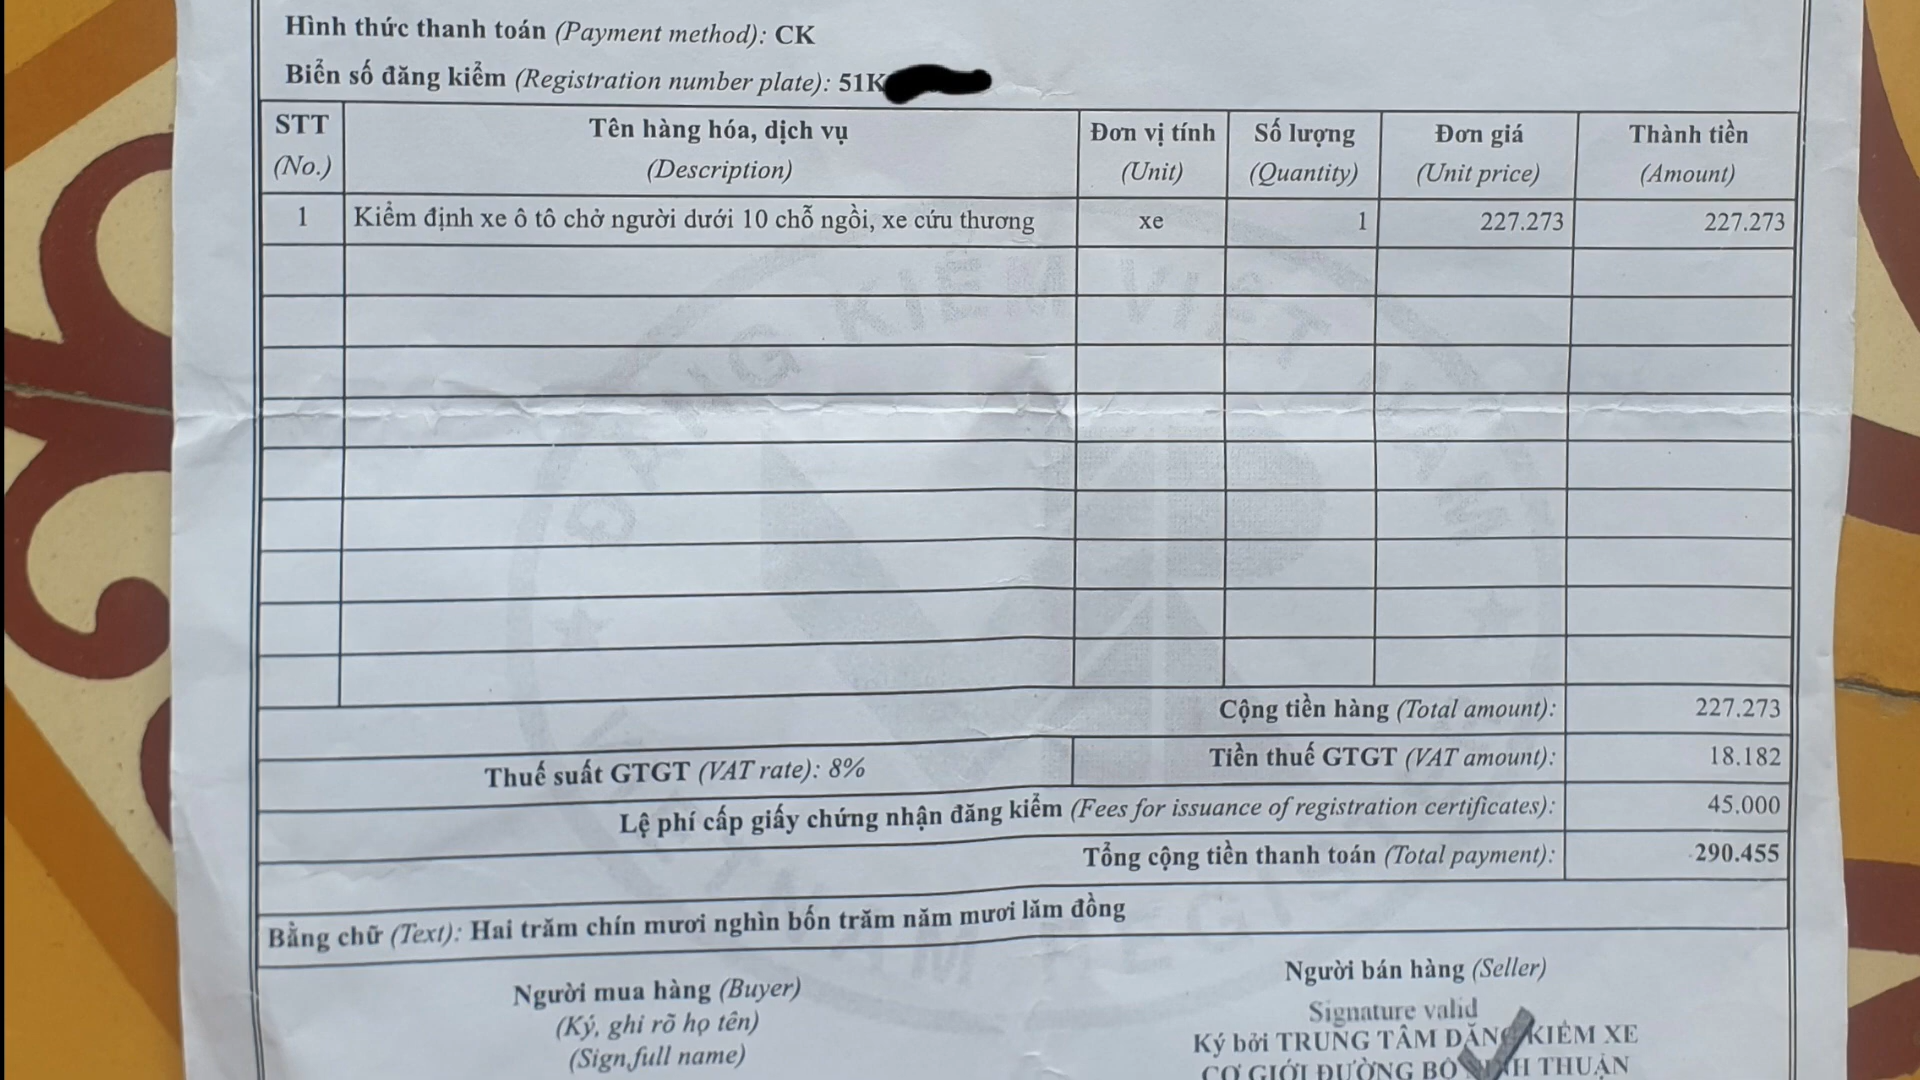 Hình thức thanh toán (Payment method): CK
Biển số đăng kiểm (Registration number plate): 51K
STT Tên hàng hóa, dịch vụ Đơn vị tính Số lượng Đơn giá Thành tiền
(No.) (Description) (Unit) (Quantity) (Unit price) (Amount)
1 Kiểm định xe ô tô chở người dưới 10 chỗ ngồi, xe cứu thương xe 1 227.273 227.273
ĐĂNG KIỂM VIỆT NAM
VIETNAM REGISTER
Cộng tiền hàng (Total amount): 227.273
Thuế suất GTGT (VAT rate): 8% Tiền thuế GTGT (VAT amount): 18.182
Lệ phí cấp giấy chứng nhận đăng kiểm (Fees for issuance of registration certificates): 45.000
Tổng cộng tiền thanh toán (Total payment): 290.455
Bằng chữ (Text): Hai trăm chín mươi nghìn bốn trăm năm mươi lăm đồng
Người mua hàng (Buyer)
(Ký, ghi rõ họ tên)
(Sign,full name)
Người bán hàng (Seller)
Signature valid
Ký bởi TRUNG TÂM ĐĂNG KIỂM XE
CƠ GIỚI ĐƯỜNG BỘ NINH THUẬN